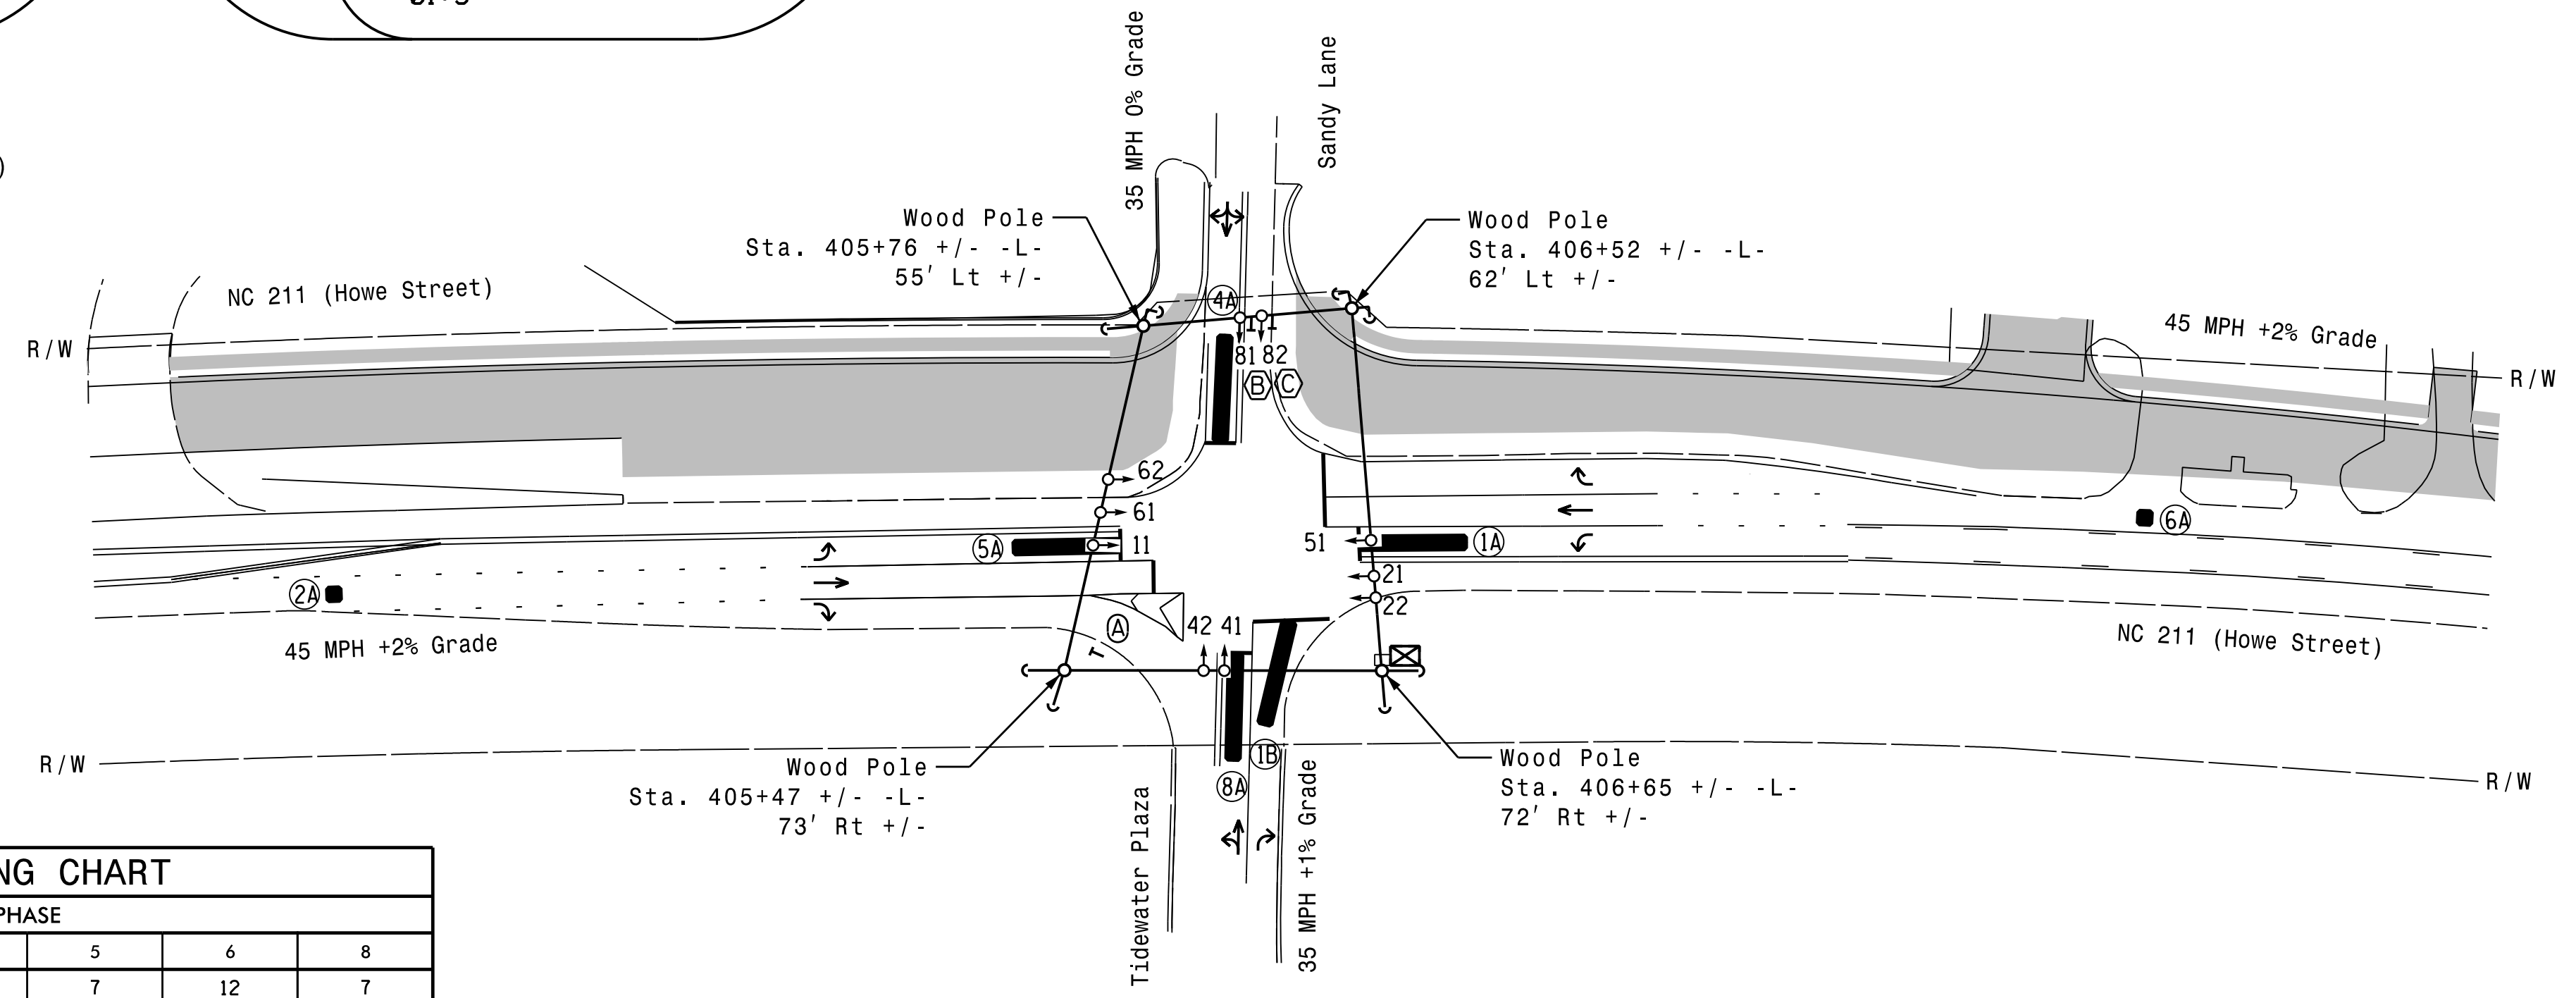 35 MPH 0% Grade
Sandy Lane
Wood Pole
Sta. 405+76 +/- -L-
55' Lt +/-
Wood Pole
Sta. 406+52 +/- -L-
62' Lt +/-
NC 211 (Howe Street)
R/W
45 MPH +2% Grade
R/W
4A
81 82
B C
62
61
11
5A
51
1A
6A
2A
21
22
A
42 41
45 MPH +2% Grade
NC 211 (Howe Street)
R/W
R/W
Wood Pole
Sta. 405+47 +/- -L-
73' Rt +/-
1B
8A
Wood Pole
Sta. 406+65 +/- -L-
72' Rt +/-
Tidewater Plaza
35 MPH +1% Grade
NG CHART
PHASE
5 6 8
7 12 7